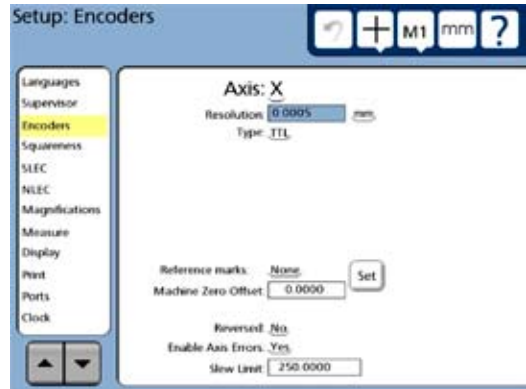 Setup: Encoders
M1 mm ?
Languages
Supervisor
Encoders
Squareness
SLEC
NLEC
Magnifications
Measure
Display
Print
Ports
Clock
Axis: X
Resolution: 0.0005 mm
Type: TTL
Reference marks: None
Set
Machine Zero Offset: 0.0000
Reversed: No
Enable Axis Errors: Yes
Slew Limit: 250.0000